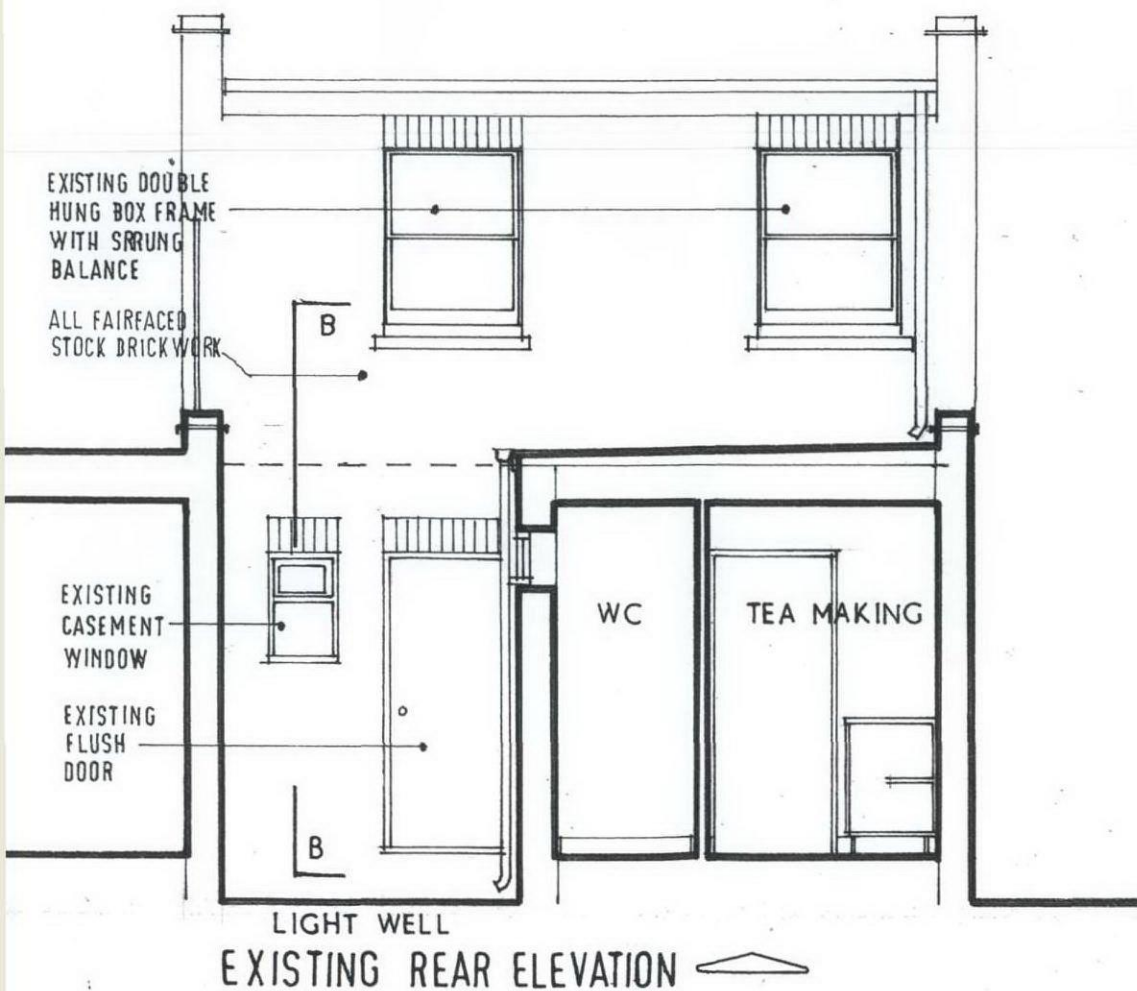 EXISTING DOUBLE
HUNG BOX FRAME
WITH SRRUNG
BALANCE
ALL FAIRFACED
STOCK BRICKWORK
B
EXISTING
CASEMENT
WINDOW
WC
TEA MAKING
EXISTING
FLUSH
DOOR
B
LIGHT WELL
EXISTING REAR ELEVATION